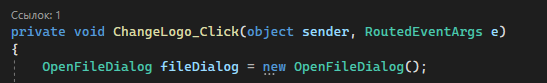 Ссылок: 1
private void ChangeLogo_Click(object sender, RoutedEventArgs e)
{
OpenFileDialog fileDialog = new OpenFileDialog();